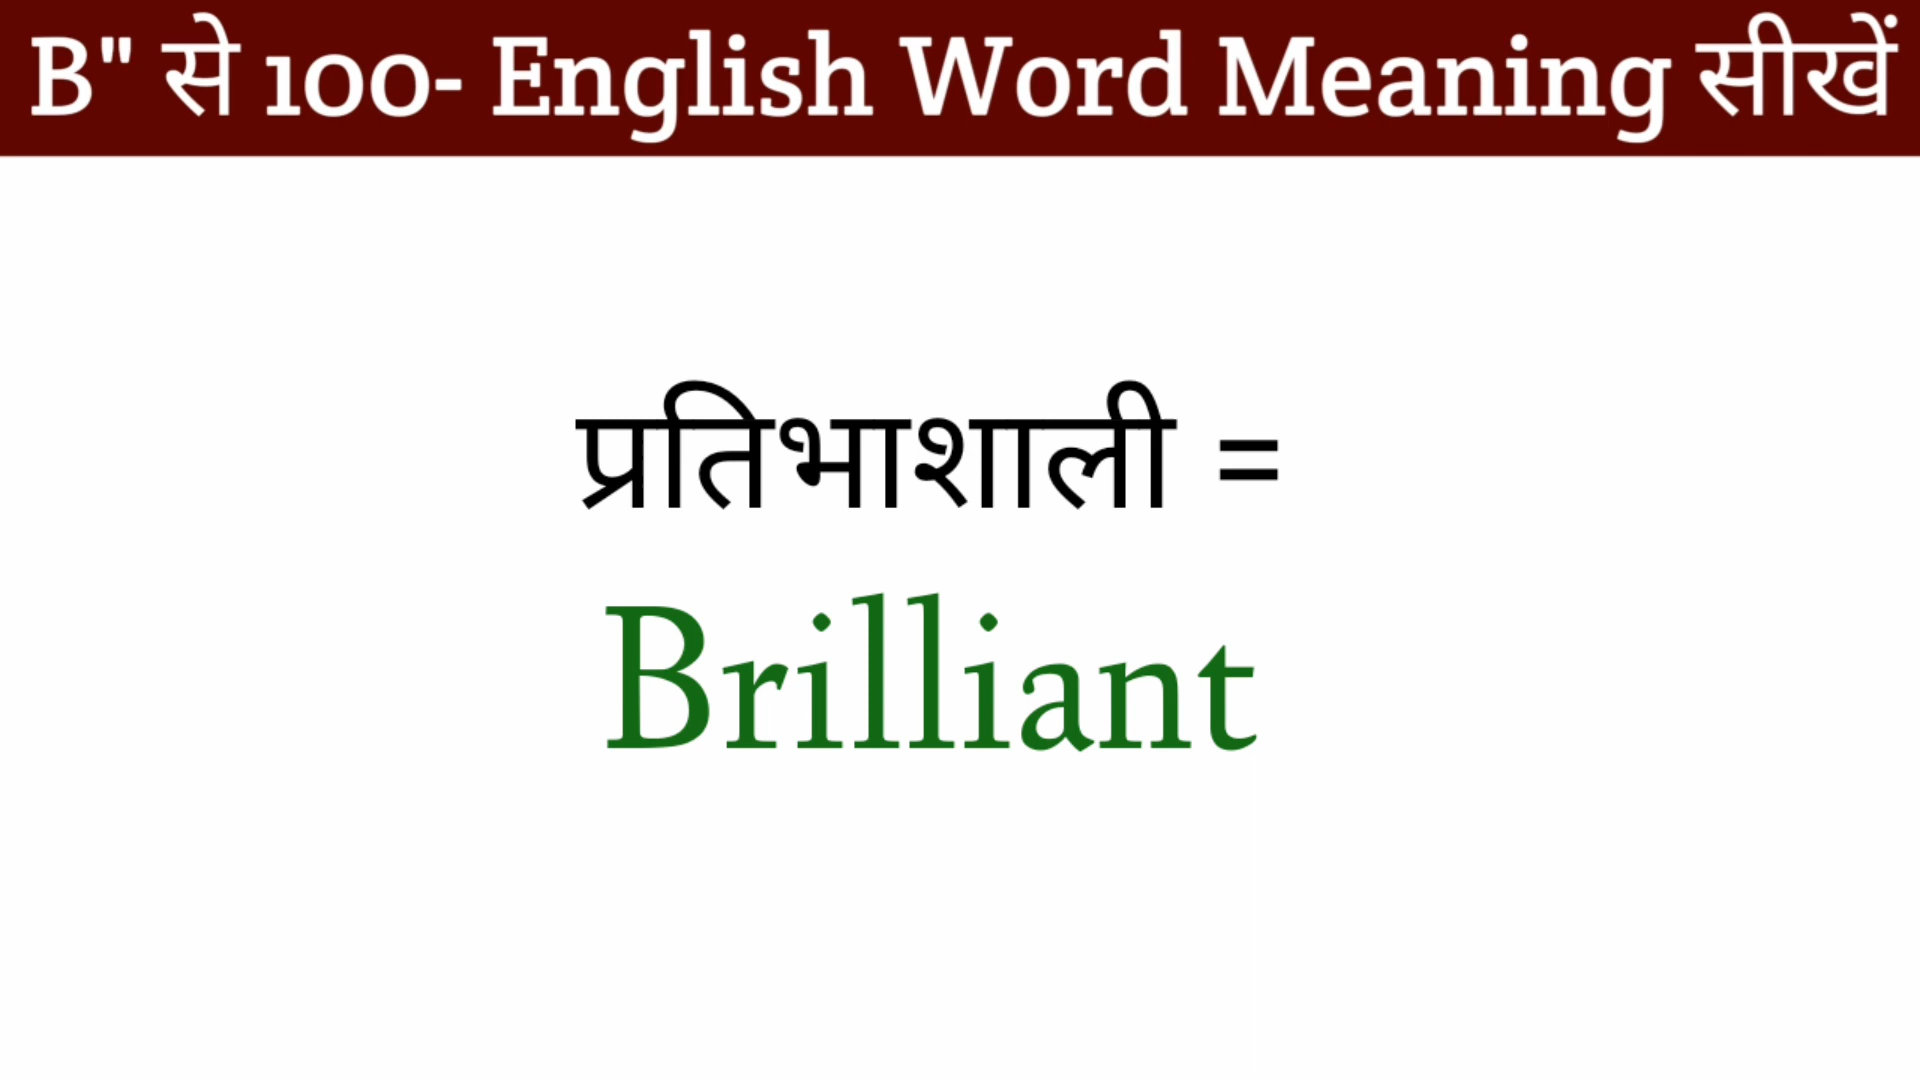 B" से 100- English Word Meaning सीखें
प्रतिभाशाली =
Brilliant